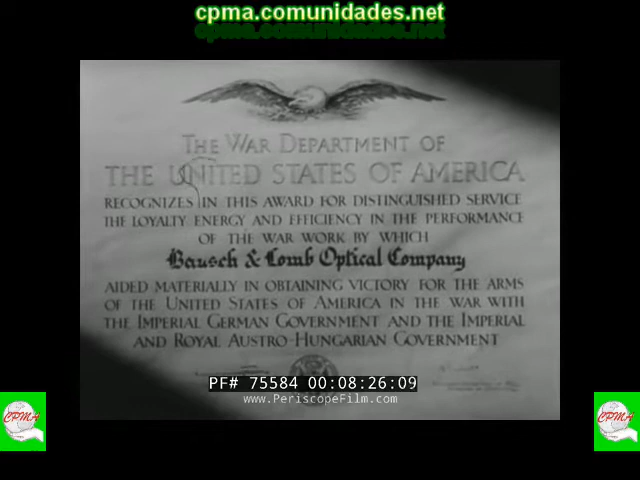 cpma.comunidades.net
THE WAR DEPARTMENT OF
THE UNITED STATES OF AMERICA
RECOGNIZES IN THIS AWARD FOR DISTINGUISHED SERVICE
THE LOYALTY ENERGY AND EFFICIENCY IN THE PERFORMANCE
OF THE WAR WORK BY WHICH
Bausch & Lomb Optical Company
AIDED MATERIALLY IN OBTAINING VICTORY FOR THE ARMS
OF THE UNITED STATES OF AMERICA IN THE WAR WITH
THE IMPERIAL GERMAN GOVERNMENT AND THE IMPERIAL
AND ROYAL AUSTRO-HUNGARIAN GOVERNMENT
PF# 75584 00:08:26:09
www.PeriscopeFilm.com
CPMA
CPMA